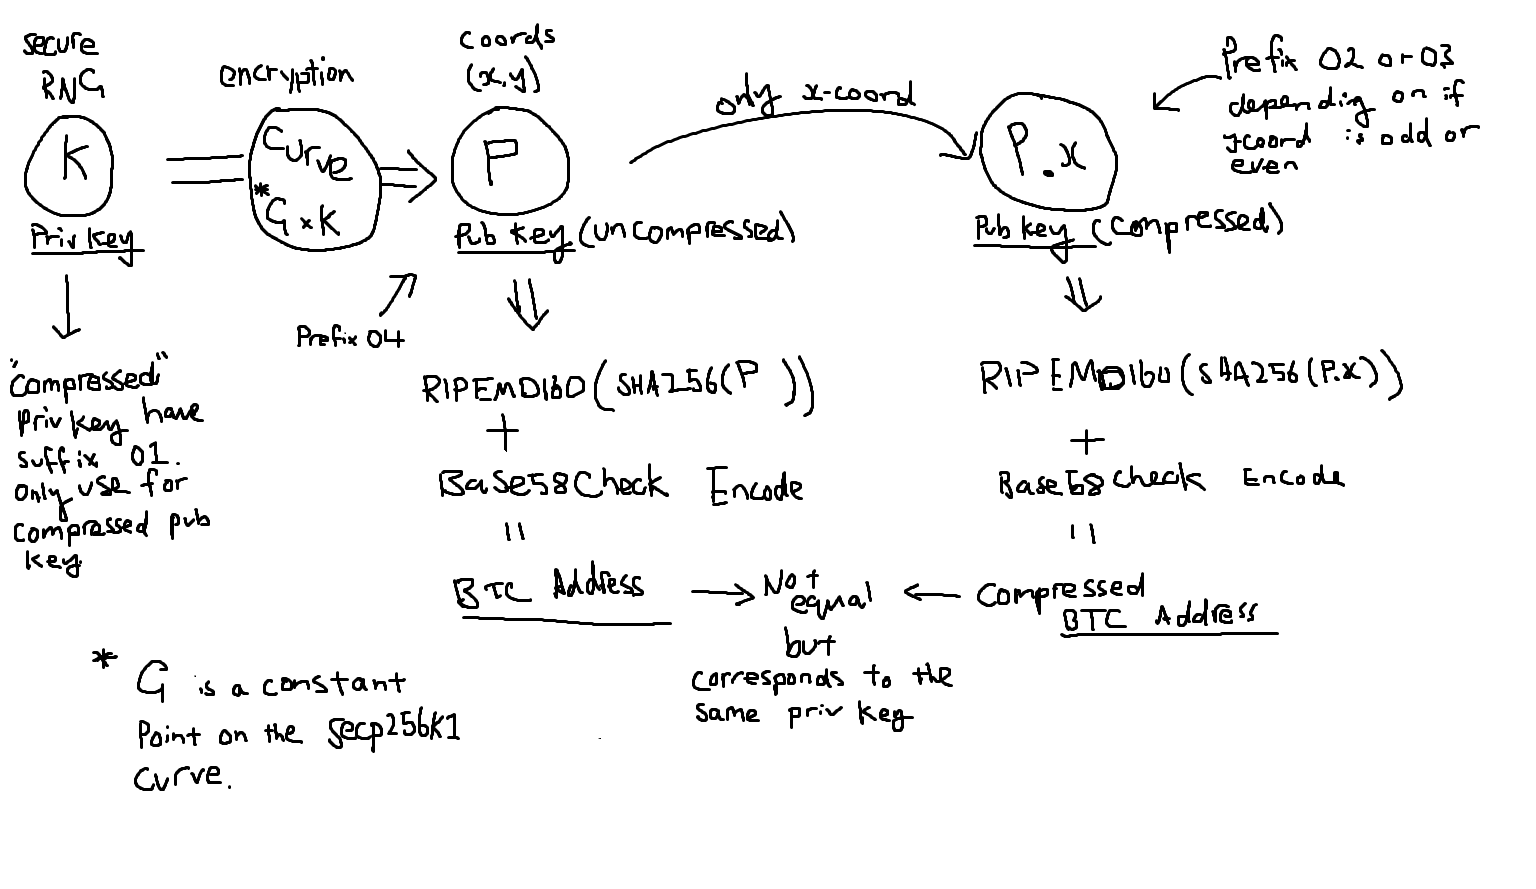 secure
RNG
K
Priv key
"Compressed"
Priv key have
suffix 01.
Only use for
compressed pub
key
encryption
Curve
* G x K
Coords
(x,y)
P
Pub key (uncompressed)
Prefix 04
RIPEMD160(SHA256(P))
+
Base58Check Encode
=
BTC Address
only x-coord
P.x
Pub key (compressed)
Prefix 02 or 03
depending on if
y-coord is odd or
even
RIPEMD160(SHA256(P.x))
+
Base58check Encode
=
Compressed
BTC Address
→ Not ←
equal
but
corresponds to the
same priv key
* G is a constant
Point on the secp256k1
Curve.